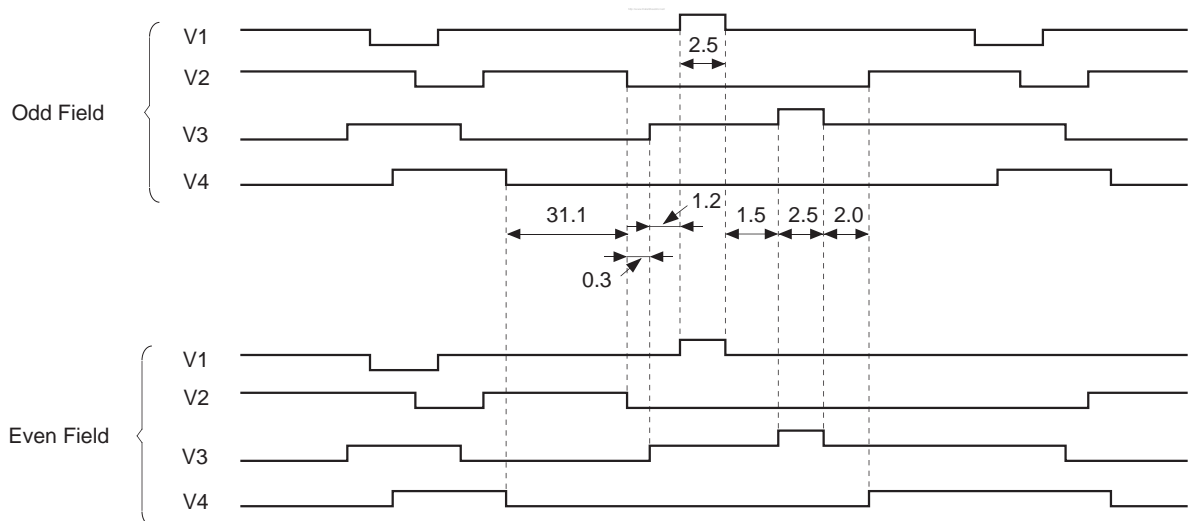 V1
2.5
V2
Odd Field
V3
V4
31.1
1.2
1.5
2.5
2.0
0.3
V1
V2
Even Field
V3
V4